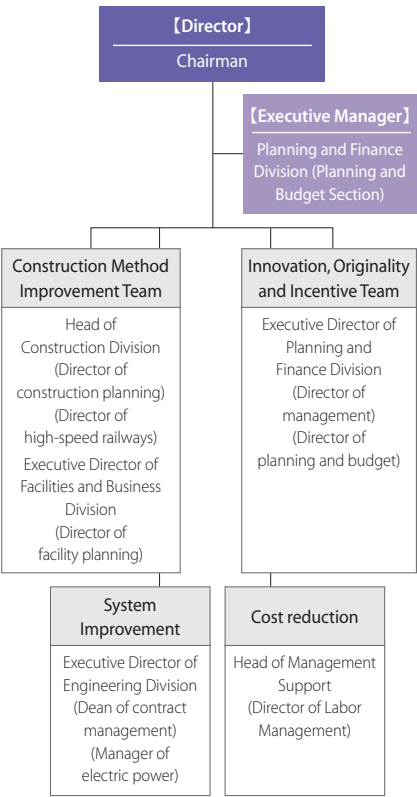 【Director】
Chairman
【Executive Manager】
Planning and Finance
Division (Planning and
Budget Section)
Construction Method
Improvement Team
Head of
Construction Division
(Director of
construction planning)
(Director of
high-speed railways)
Executive Director of
Facilities and Business
Division
(Director of
facility planning)
Innovation, Originality
and Incentive Team
Executive Director of
Planning and
Finance Division
(Director of
management)
(Director of
planning and budget)
System
Improvement
Executive Director of
Engineering Division
(Dean of contract
management)
(Manager of
electric power)
Cost reduction
Head of Management
Support
(Director of Labor
Management)